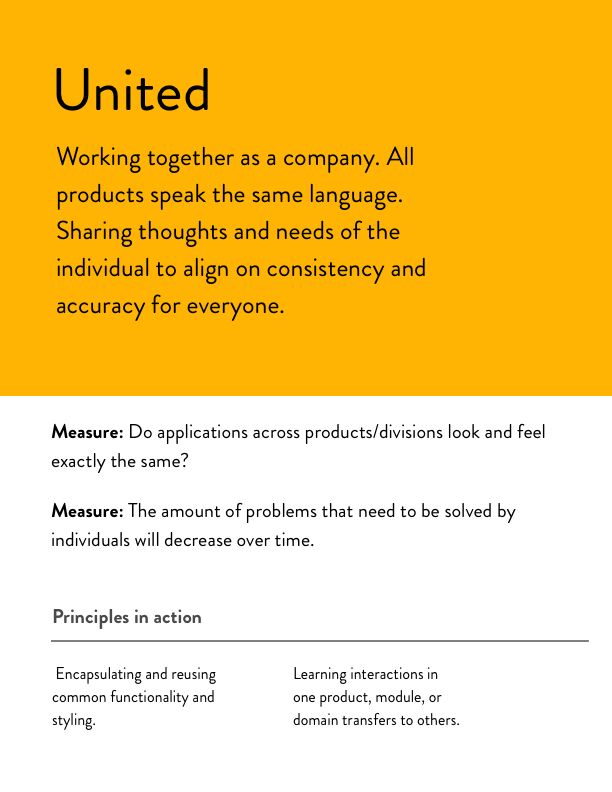 United
Working together as a company. All
products speak the same language.
Sharing thoughts and needs of the
individual to align on consistency and
accuracy for everyone.
Measure: Do applications across products/divisions look and feel
exactly the same?
Measure: The amount of problems that need to be solved by
individuals will decrease over time.
Principles in action
Encapsulating and reusing
common functionality and
styling.
Learning interactions in
one product, module, or
domain transfers to others.